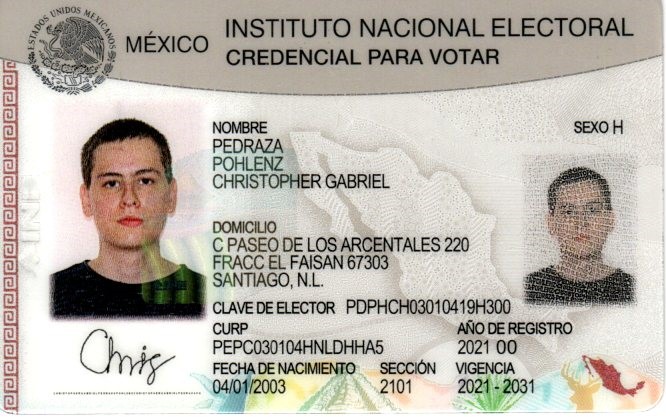 ESTADOS UNIDOS MEXICANOS
MÉXICO
INSTITUTO NACIONAL ELECTORAL
CREDENCIAL PARA VOTAR
NOMBRE
SEXO H
PEDRAZA
POHLENZ
CHRISTOPHER GABRIEL
DOMICILIO
C PASEO DE LOS ARCENTALES 220
FRACC EL FAISAN 67303
SANTIAGO, N.L.
CLAVE DE ELECTOR PDPHCH03010419H300
CURP
AÑO DE REGISTRO
PEPC030104HNLDHHA5
2021 00
FECHA DE NACIMIENTO
SECCIÓN
VIGENCIA
04/01/2003
2101
2021 - 2031
Chris